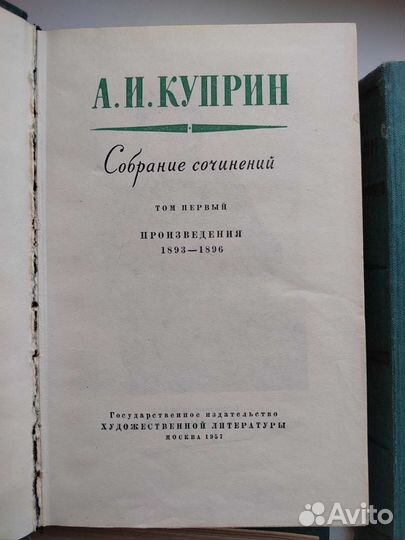 А.И.КУПРИН
Собрание сочинений
ТОМ ПЕРВЫЙ
ПРОИЗВЕДЕНИЯ
1893—1896
Государственное издательство
ХУДОЖЕСТВЕННОЙ ЛИТЕРАТУРЫ
МОСКВА 1957
Avito